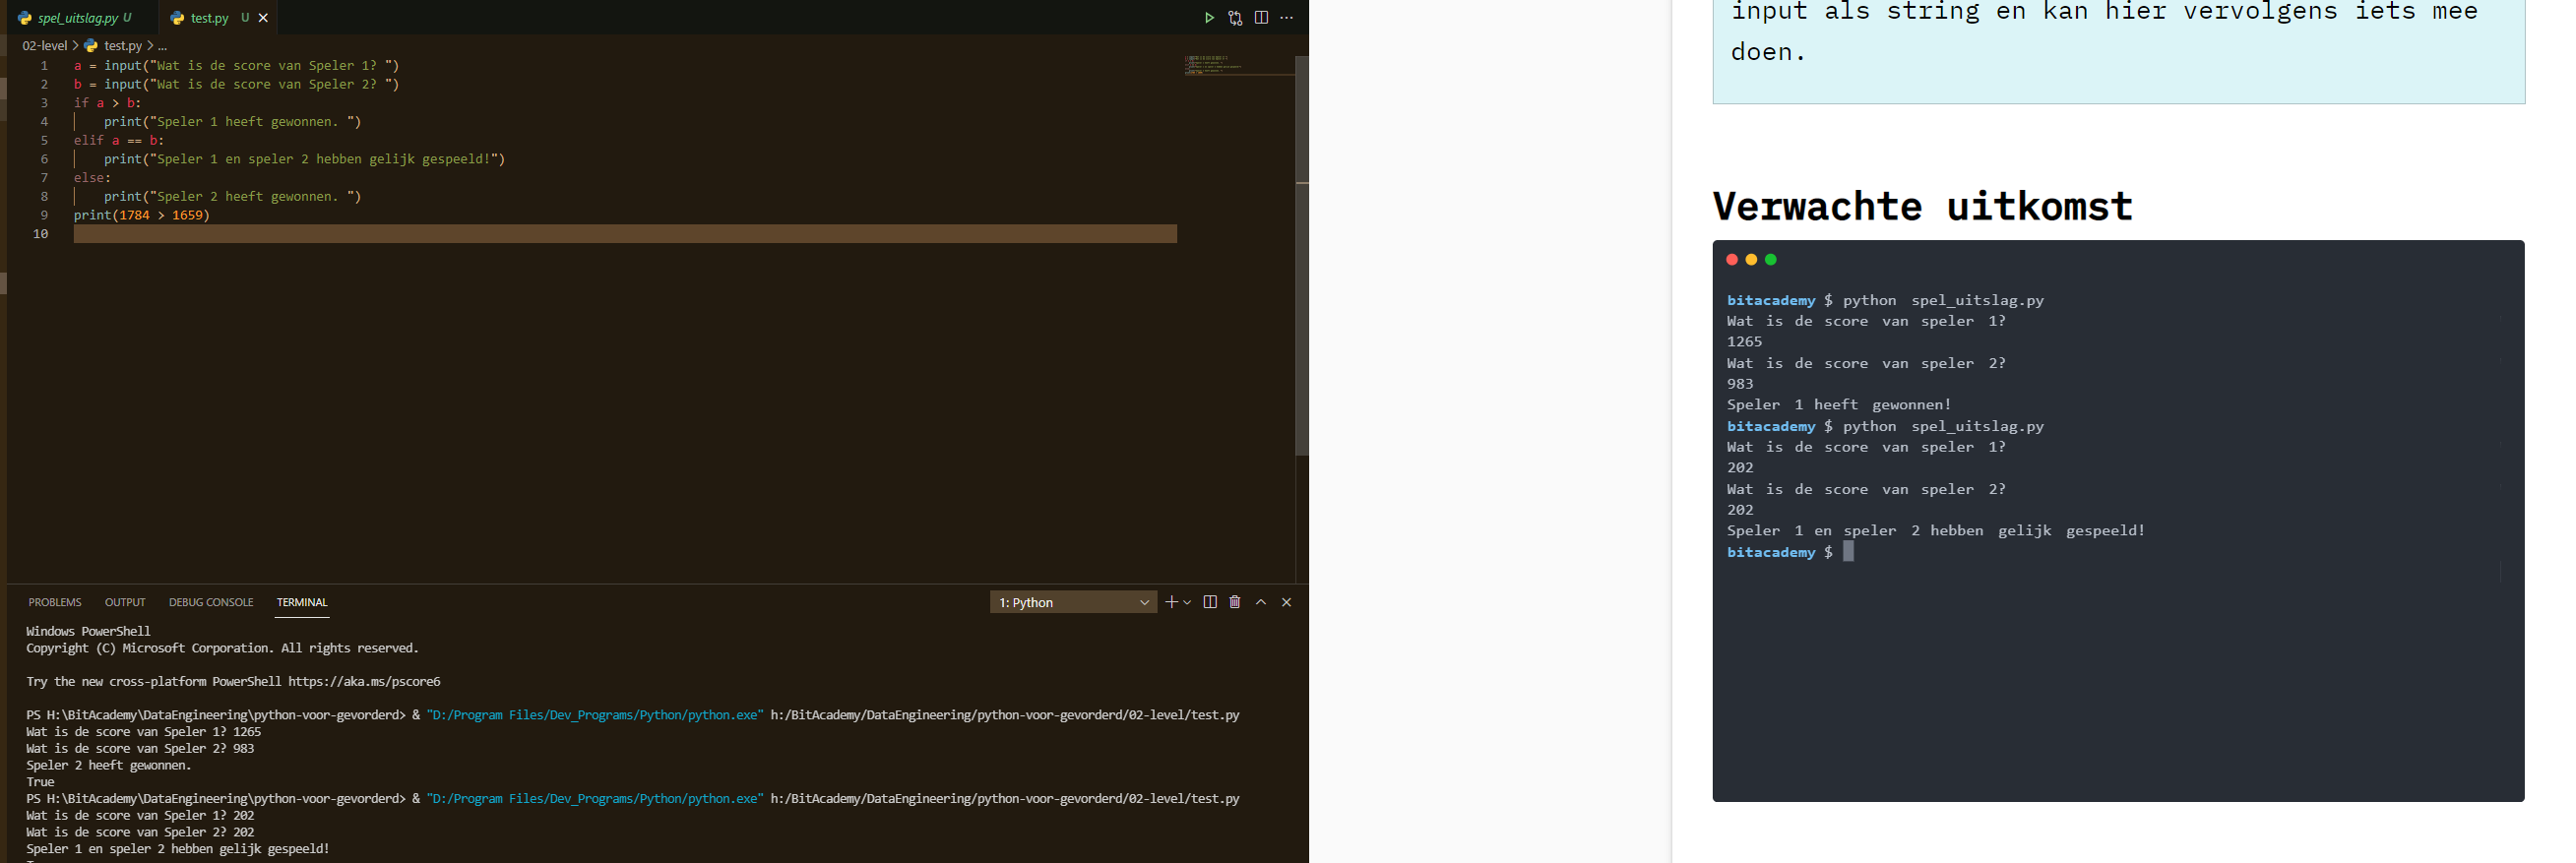 spel_uitslag.py U
test.py U
02-level > test.py > ...
1 a = input("Wat is de score van Speler 1? ")
2 b = input("Wat is de score van Speler 2? ")
3 if a > b:
4 print("Speler 1 heeft gewonnen. ")
5 elif a == b:
6 print("Speler 1 en speler 2 hebben gelijk gespeeld!")
7 else:
8 print("Speler 2 heeft gewonnen. ")
9 print(1784 > 1659)
10
PROBLEMS OUTPUT DEBUG CONSOLE TERMINAL
1: Python
Windows PowerShell
Copyright (C) Microsoft Corporation. All rights reserved.
Try the new cross-platform PowerShell https://aka.ms/pscore6
PS H:\BitAcademy\DataEngineering\python-voor-gevorderd> & "D:/Program Files/Dev_Programs/Python/python.exe" h:/BitAcademy/DataEngineering/python-voor-gevorderd/02-level/test.py
Wat is de score van Speler 1? 1265
Wat is de score van Speler 2? 983
Speler 2 heeft gewonnen.
True
PS H:\BitAcademy\DataEngineering\python-voor-gevorderd> & "D:/Program Files/Dev_Programs/Python/python.exe" h:/BitAcademy/DataEngineering/python-voor-gevorderd/02-level/test.py
Wat is de score van Speler 1? 202
Wat is de score van Speler 2? 202
Speler 1 en speler 2 hebben gelijk gespeeld!
input als string en kan hier vervolgens iets mee
doen.
Verwachte uitkomst
bitacademy $ python spel_uitslag.py
Wat is de score van speler 1?
1265
Wat is de score van speler 2?
983
Speler 1 heeft gewonnen!
bitacademy $ python spel_uitslag.py
Wat is de score van speler 1?
202
Wat is de score van speler 2?
202
Speler 1 en speler 2 hebben gelijk gespeeld!
bitacademy $